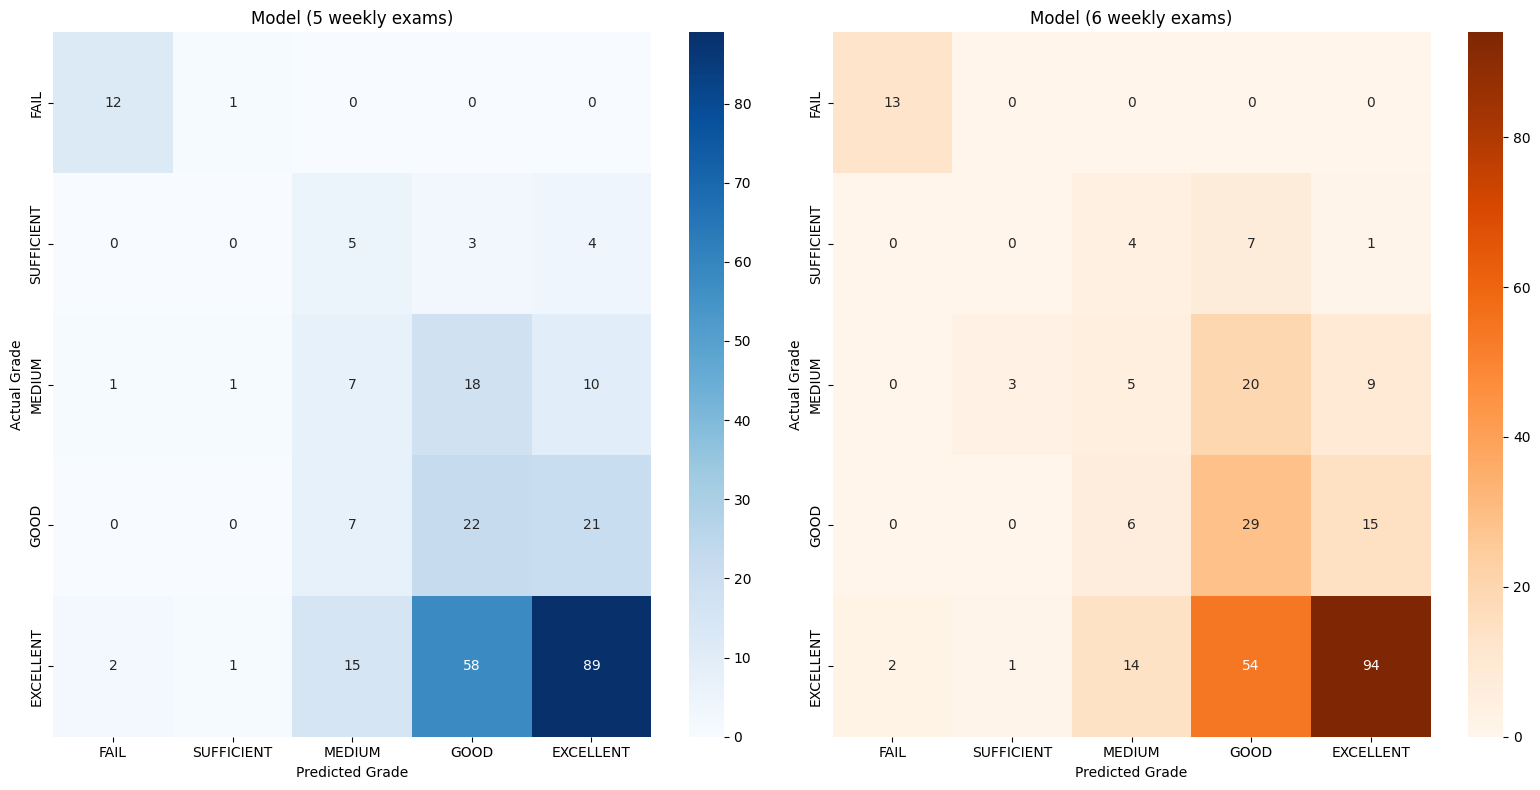 Model (5 weekly exams)
Actual Grade
FAIL
SUFFICIENT
MEDIUM
GOOD
EXCELLENT
12 1 0 0 0
0 0 5 3 4
1 1 7 18 10
0 0 7 22 21
2 1 15 58 89
FAIL SUFFICIENT MEDIUM GOOD EXCELLENT
Predicted Grade
80
70
60
50
40
30
20
10
0
Model (6 weekly exams)
Actual Grade
FAIL
SUFFICIENT
MEDIUM
GOOD
EXCELLENT
13 0 0 0 0
0 0 4 7 1
0 3 5 20 9
0 0 6 29 15
2 1 14 54 94
FAIL SUFFICIENT MEDIUM GOOD EXCELLENT
Predicted Grade
80
60
40
20
0